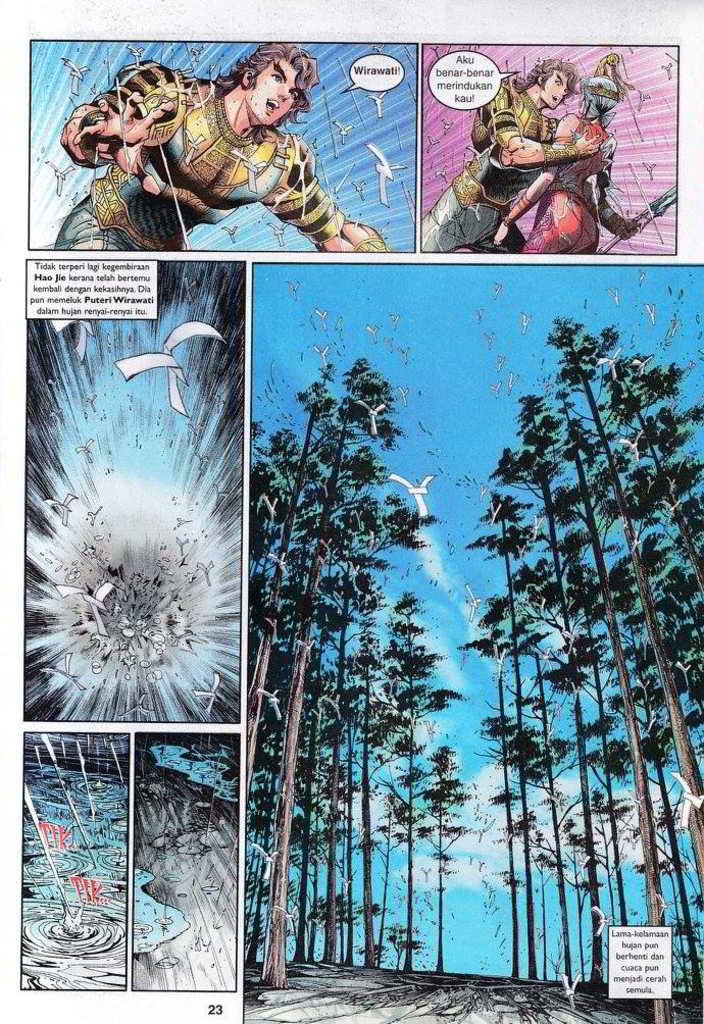 Wirawati!
Aku
benar-benar
merindukan
kau!
Tidak terperi lagi kegembiraan
Hao Jie kerana telah bertemu
kembali dengan kekasihnya. Dia
pun memeluk Puteri Wirawati
dalam hujan renyai-renyai itu.
TIK...
TIK...
Lama-kelamaan
hujan pun
berhenti dan
cuaca pun
menjadi cerah
semula.
23